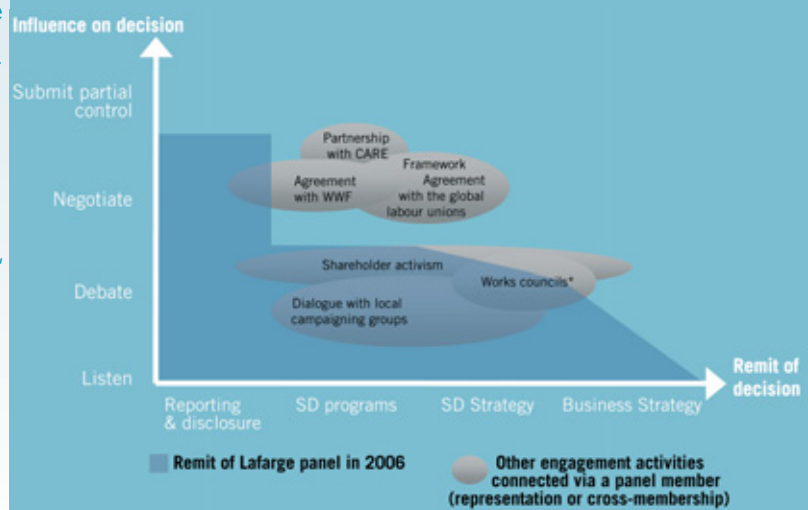 Influence on decision
Submit partial
control
Negotiate
Debate
Listen
Partnership
with CARE
Framework
Agreement
with the global
labour unions
Agreement
with WWF
Shareholder activism
Works councils*
Dialogue with local
campaigning groups
Remit of
decision
Reporting
& disclosure
SD programs
SD Strategy
Business Strategy
Remit of Lafarge panel in 2006
Other engagement activities
connected via a panel member
(representation or cross-membership)